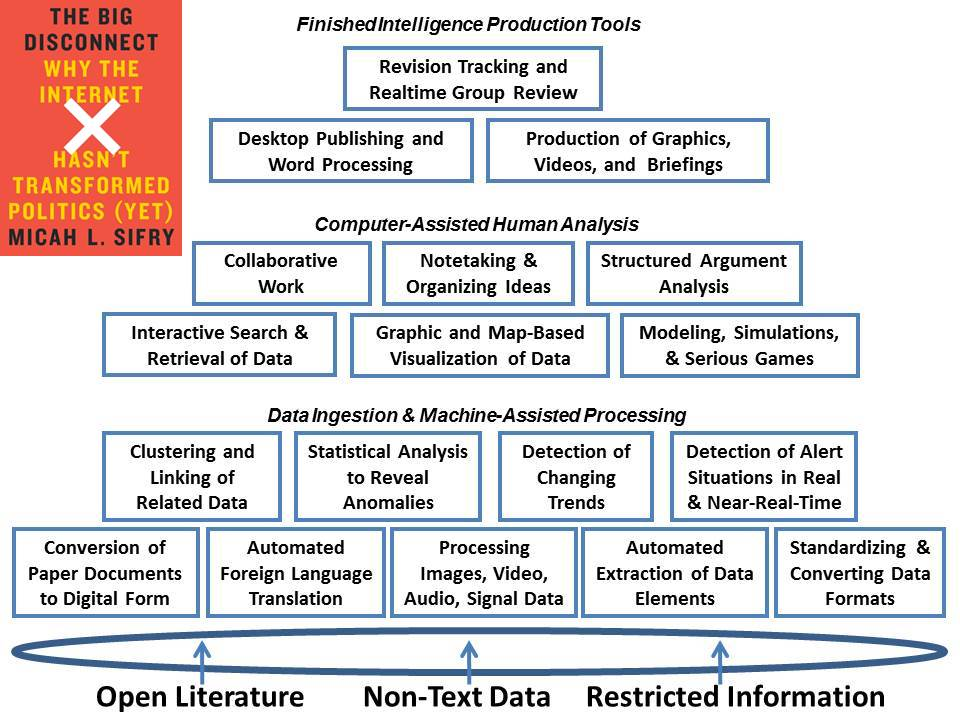 THE BIG
DISCONNECT
WHY THE
INTERNET
HASN'T
TRANSFORMED
POLITICS (YET)
MICAH L. SIFRY
Finished Intelligence Production Tools
Revision Tracking and
Realtime Group Review
Desktop Publishing and
Word Processing
Production of Graphics,
Videos, and Briefings
Computer-Assisted Human Analysis
Collaborative
Work
Notetaking &
Organizing Ideas
Structured Argument
Analysis
Interactive Search &
Retrieval of Data
Graphic and Map-Based
Visualization of Data
Modeling, Simulations,
& Serious Games
Data Ingestion & Machine-Assisted Processing
Clustering and
Linking of
Related Data
Statistical Analysis
to Reveal
Anomalies
Detection of
Changing
Trends
Detection of Alert
Situations in Real
& Near-Real-Time
Conversion of
Paper Documents
to Digital Form
Automated
Foreign Language
Translation
Processing
Images, Video,
Audio, Signal Data
Automated
Extraction of Data
Elements
Standardizing &
Converting Data
Formats
Open Literature
Non-Text Data
Restricted Information